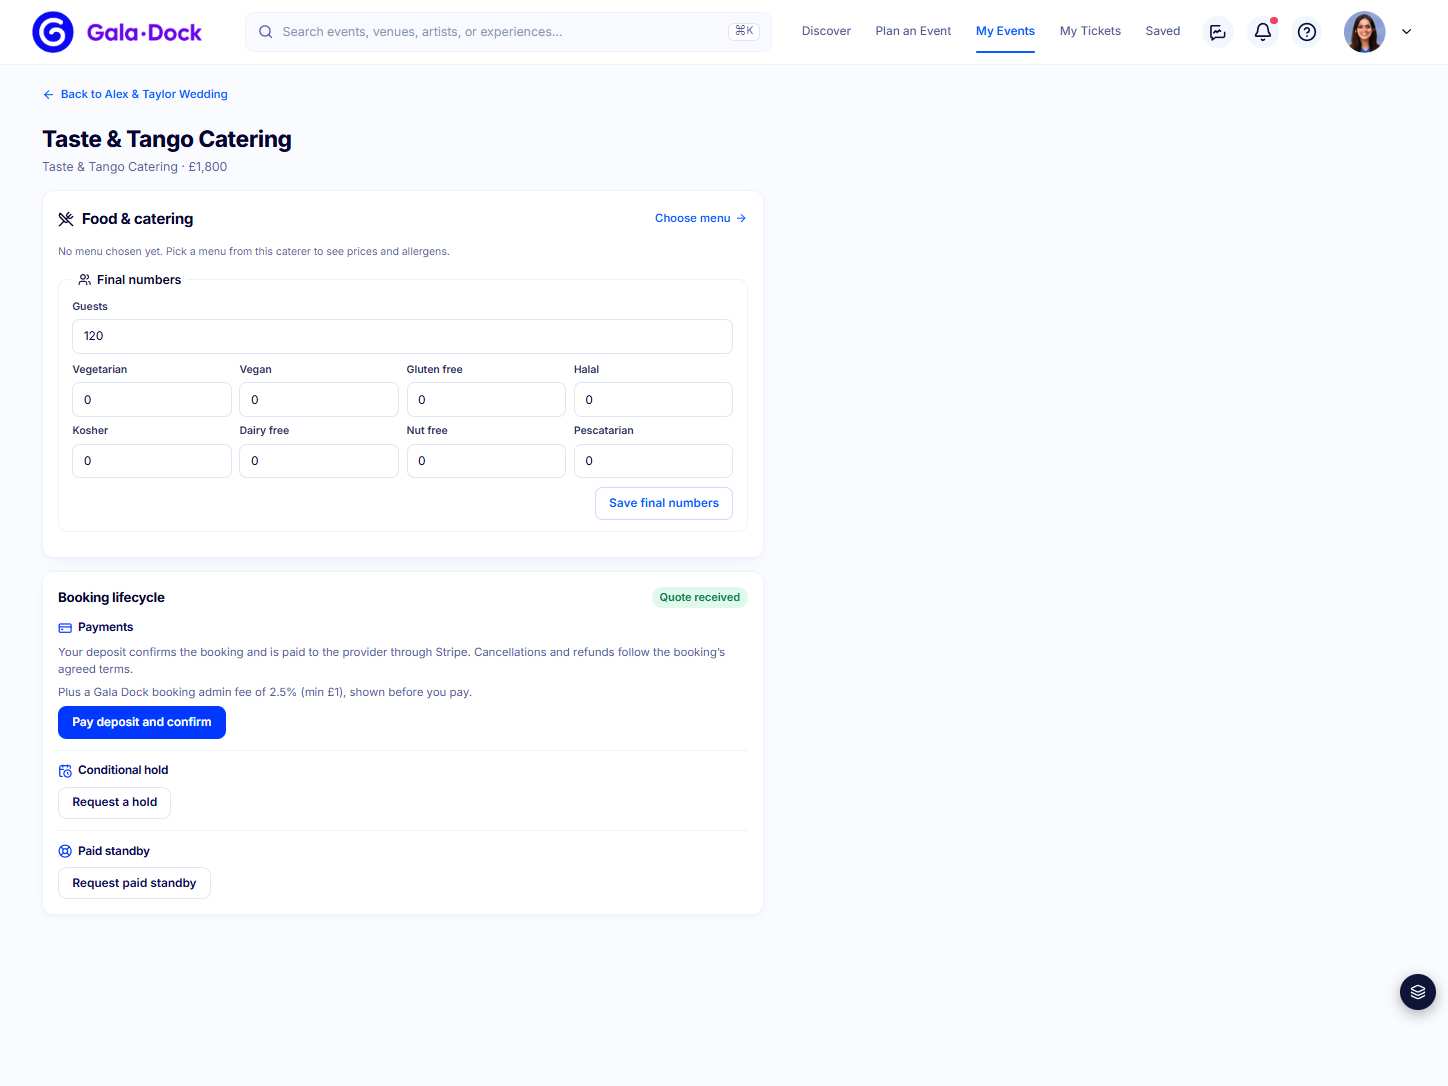 Gala·Dock
Search events, venues, artists, or experiences...
⌘K
Discover
Plan an Event
My Events
My Tickets
Saved
Back to Alex & Taylor Wedding
Taste & Tango Catering
Taste & Tango Catering · £1,800
Food & catering
Choose menu
No menu chosen yet. Pick a menu from this caterer to see prices and allergens.
Final numbers
Guests
120
Vegetarian
Vegan
Gluten free
Halal
0
0
0
0
Kosher
Dairy free
Nut free
Pescatarian
0
0
0
0
Save final numbers
Booking lifecycle
Quote received
Payments
Your deposit confirms the booking and is paid to the provider through Stripe. Cancellations and refunds follow the booking's
agreed terms.
Plus a Gala Dock booking admin fee of 2.5% (min £1), shown before you pay.
Pay deposit and confirm
Conditional hold
Request a hold
Paid standby
Request paid standby